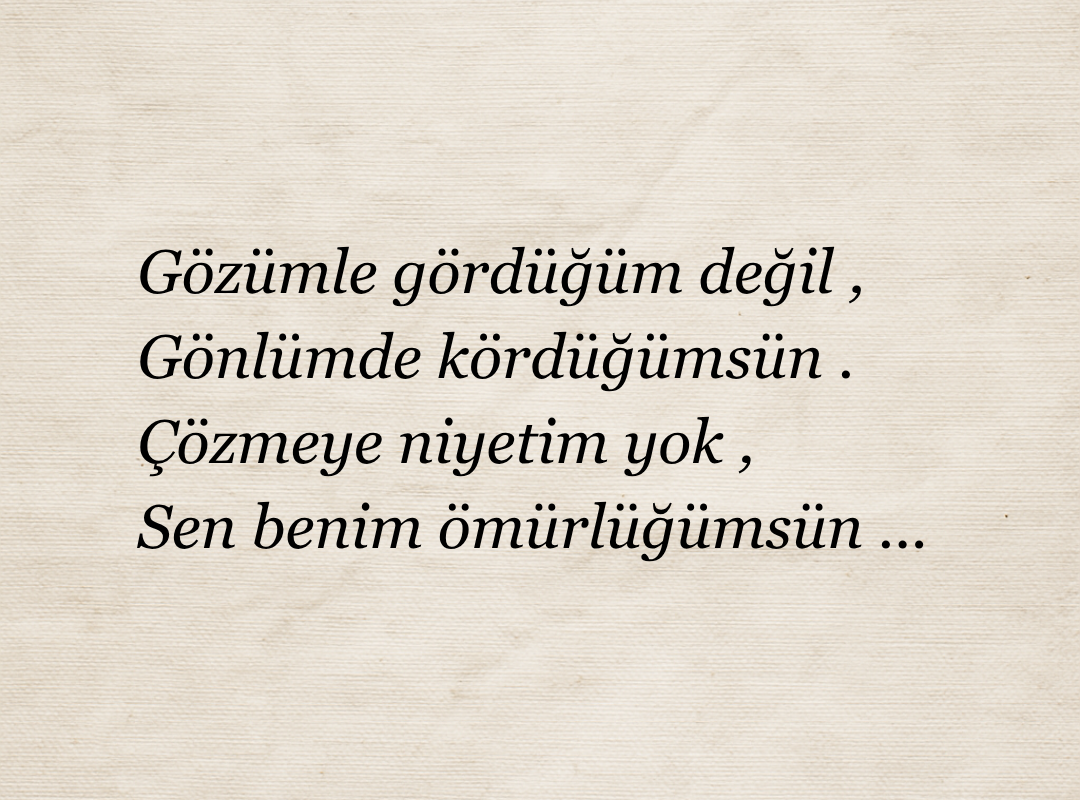 Gözümle gördüğüm değil ,
Gönlümde kördüğümsün .
Çözmeye niyetim yok ,
Sen benim ömürlüğümsün ...